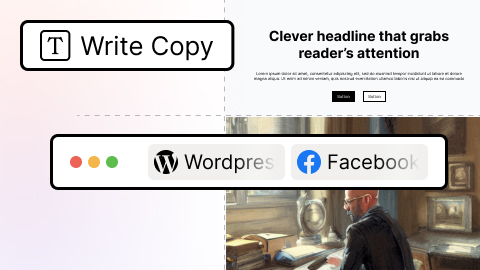 Write Copy
Clever headline that grabs
reader’s attention
Lorem ipsum dolor sit amet, consectetur adipiscing elit, sed do eiusmod tempor incididunt ut labore et dolore
magna aliqua. Ut enim ad minim veniam, quis nostrud exercitation ullamco laboris nisi ut aliquip ex ea commodo
Button
Button
Wordpres
Facebook